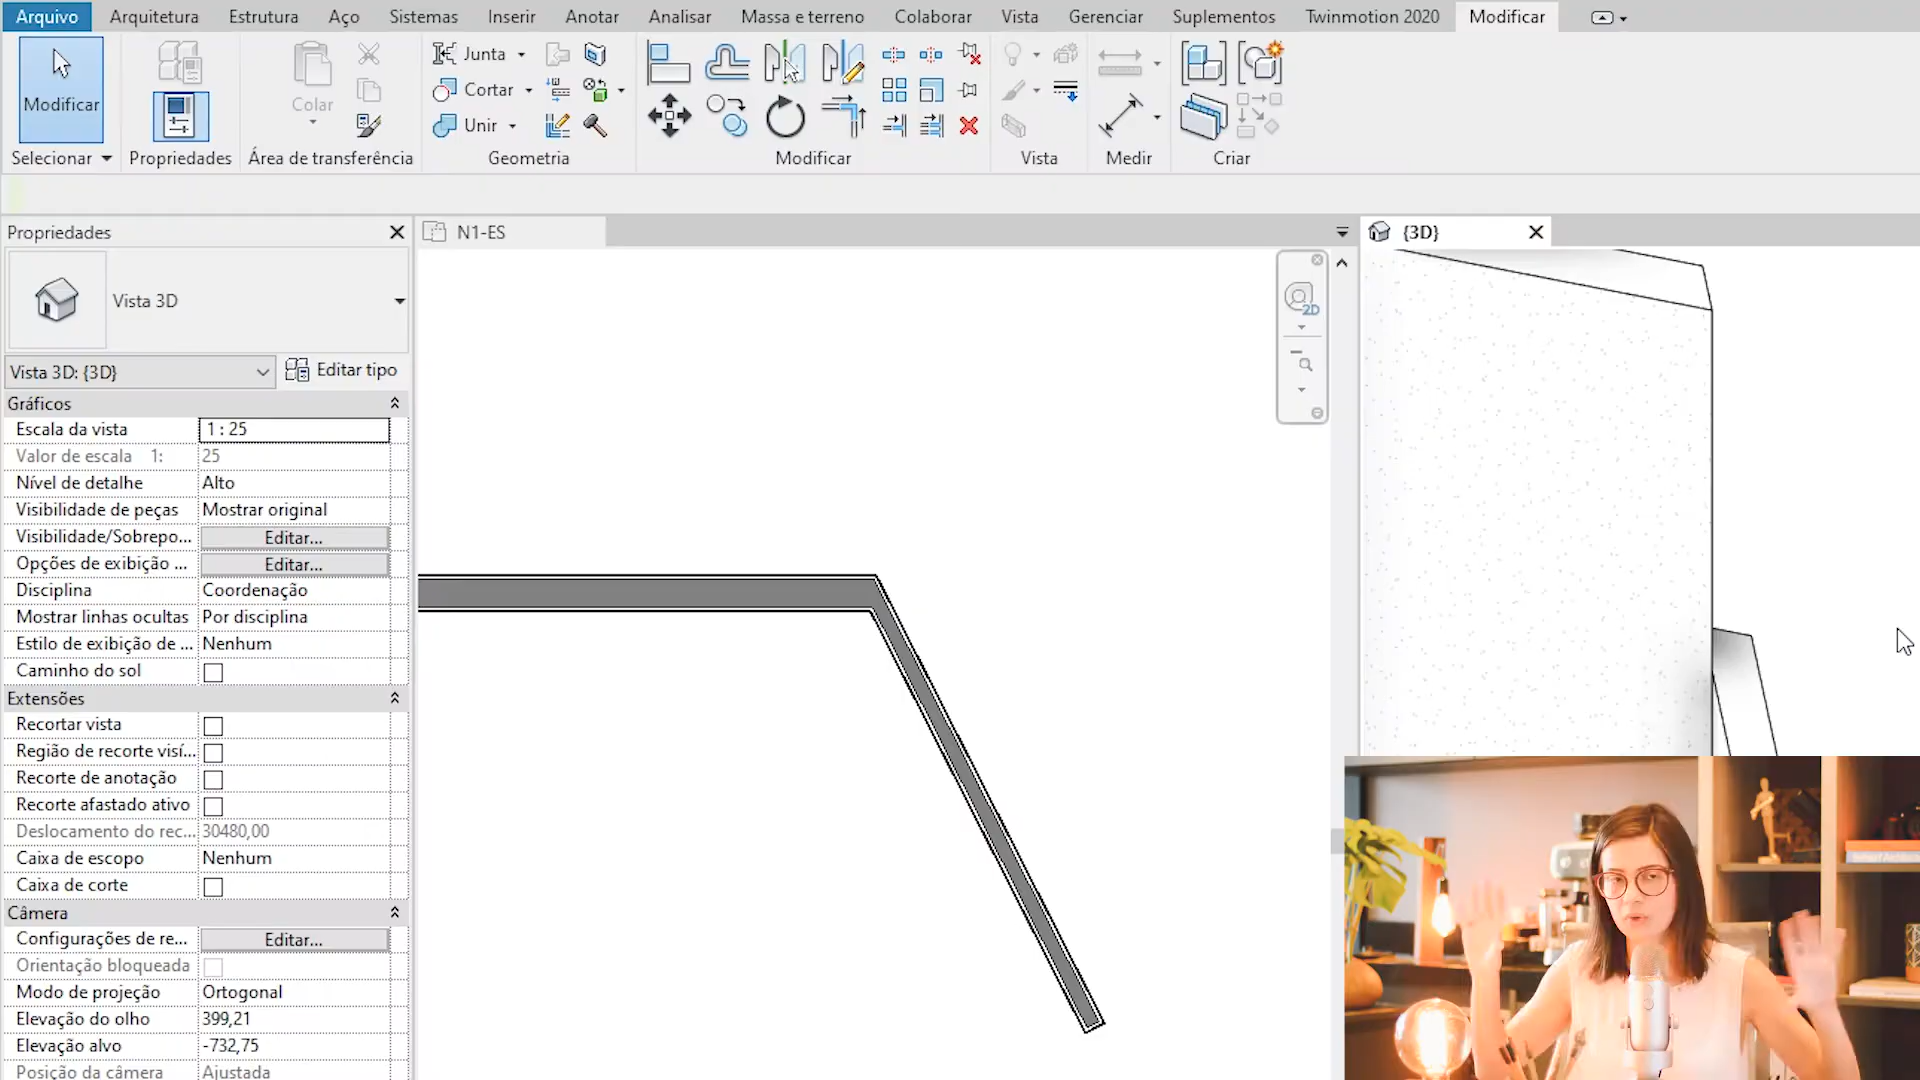 Arquivo Arquitetura Estrutura Aço Sistemas Inserir Anotar Analisar Massa e terreno Colaborar Vista Gerenciar Suplementos Twinmotion 2020 Modificar
Modificar
Colar
Junta
Cortar
Unir
2D
Selecionar Propriedades Área de transferência Geometria Modificar Vista Medir Criar
Propriedades
N1-ES
{3D}
Vista 3D
Vista 3D: {3D} Editar tipo
Gráficos
Escala da vista 1 : 25
Valor de escala 1: 25
Nível de detalhe Alto
Visibilidade de peças Mostrar original
Visibilidade/Sobrepo... Editar...
Opções de exibição ... Editar...
Disciplina Coordenação
Mostrar linhas ocultas Por disciplina
Estilo de exibição de ... Nenhum
Caminho do sol
Extensões
Recortar vista
Região de recorte visí...
Recorte de anotação
Recorte afastado ativo
Deslocamento do rec... 30480,00
Caixa de escopo Nenhum
Caixa de corte
Câmera
Configurações de re... Editar...
Orientação bloqueada
Modo de projeção Ortogonal
Elevação do olho 399,21
Elevação alvo -732,75
Posição da câmera Ajustada